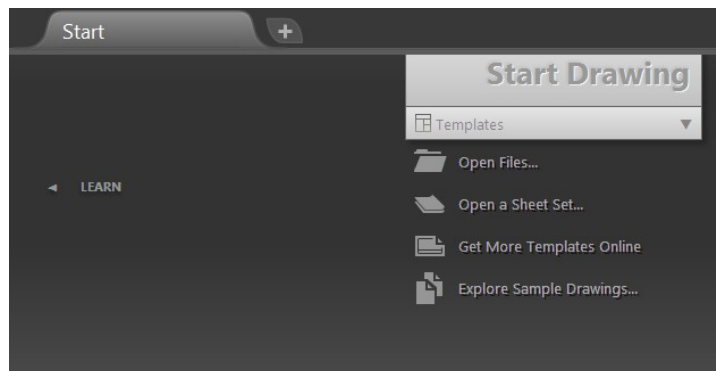 Start
Start Drawing
Templates
Open Files...
LEARN
Open a Sheet Set...
Get More Templates Online
Explore Sample Drawings...